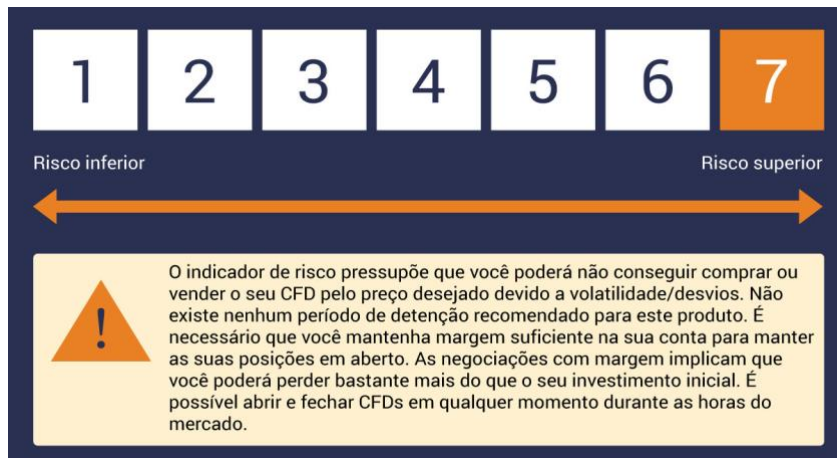 1 2 3 4 5 6 7
Risco inferior Risco superior
O indicador de risco pressupõe que você poderá não conseguir comprar ou
vender o seu CFD pelo preço desejado devido a volatilidade/desvios. Não
existe nenhum período de detenção recomendado para este produto. É
necessário que você mantenha margem suficiente na sua conta para manter
as suas posições em aberto. As negociações com margem implicam que
você poderá perder bastante mais do que o seu investimento inicial. É
possível abrir e fechar CFDs em qualquer momento durante as horas do
mercado.
!